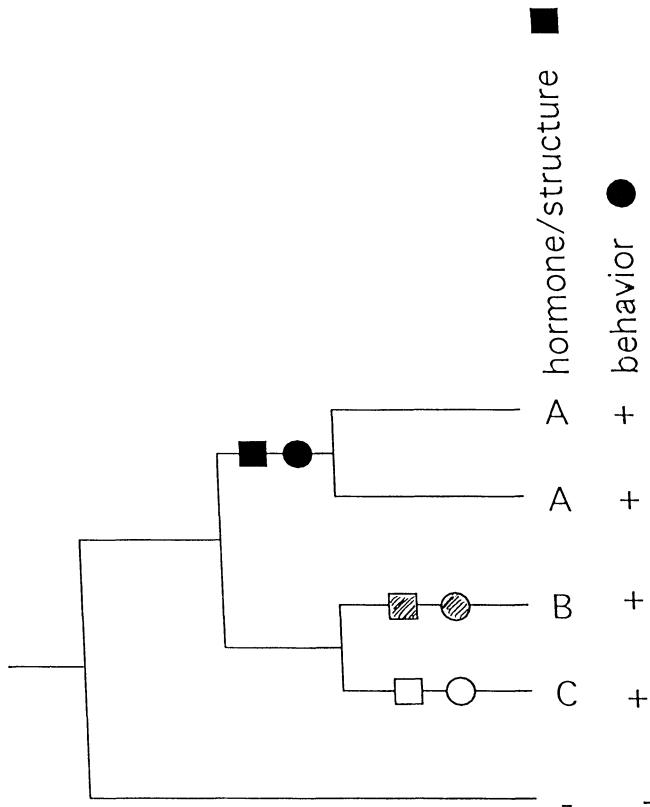 hormone/structure
behavior
A +
A +
B +
C +
- -